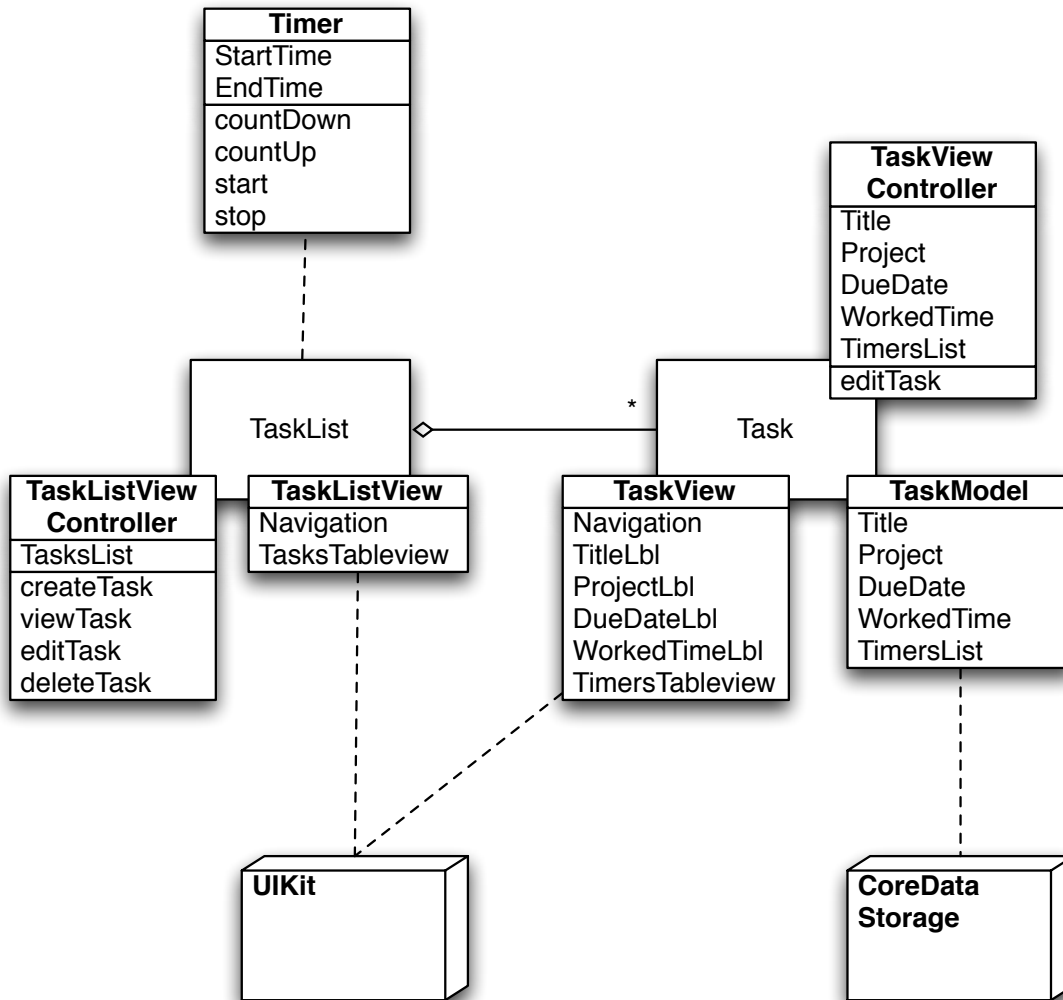 Timer
StartTime
EndTime
countDown
countUp
start
stop
TaskView
Controller
Title
Project
DueDate
WorkedTime
TimersList
editTask
TaskList
*
Task
TaskListView
Controller
TasksList
createTask
viewTask
editTask
deleteTask
TaskListView
Navigation
TasksTableview
TaskView
Navigation
TitleLbl
ProjectLbl
DueDateLbl
WorkedTimeLbl
TimersTableview
TaskModel
Title
Project
DueDate
WorkedTime
TimersList
UIKit
CoreData
Storage